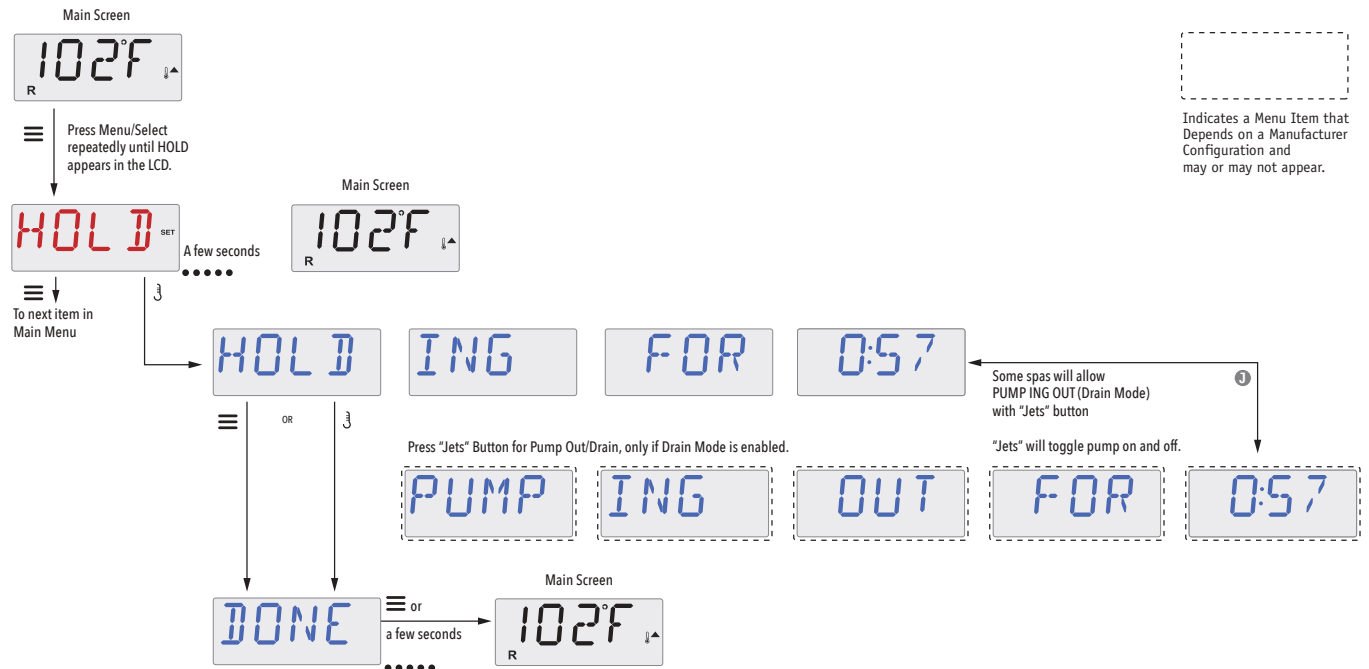 Main Screen
102°F
R
Press Menu/Select
repeatedly until HOLD
appears in the LCD.
Indicates a Menu Item that
Depends on a Manufacturer
Configuration and
may or may not appear.
Main Screen
HOLD SET
A few seconds
102°F
R
To next item in
Main Menu
HOLD
ING
FOR
0:57
Some spas will allow
PUMP ING OUT (Drain Mode)
with "Jets" button
J
OR
Press "Jets" Button for Pump Out/Drain, only if Drain Mode is enabled.
"Jets" will toggle pump on and off.
PUMP
ING
OUT
FOR
0:57
Main Screen
DONE
or
a few seconds
102°F
R